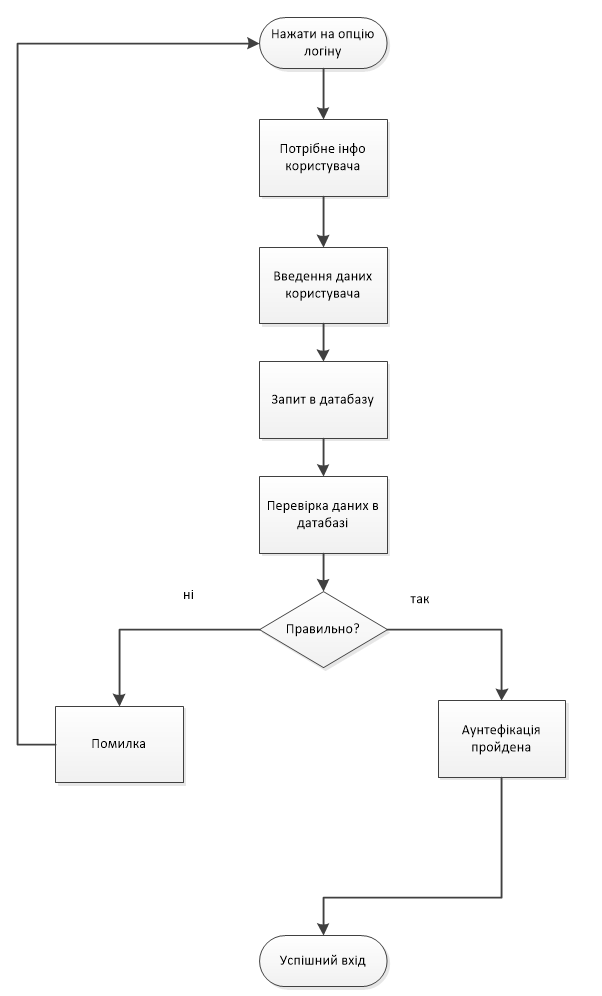 Нажати на опцію
логіну
Потрібне інфо
користувача
Введення даних
користувача
Запит в датабазу
Перевірка даних в
датабазі
ні
так
Правильно?
Помилка
Аунтефікація
пройдена
Успішний вхід